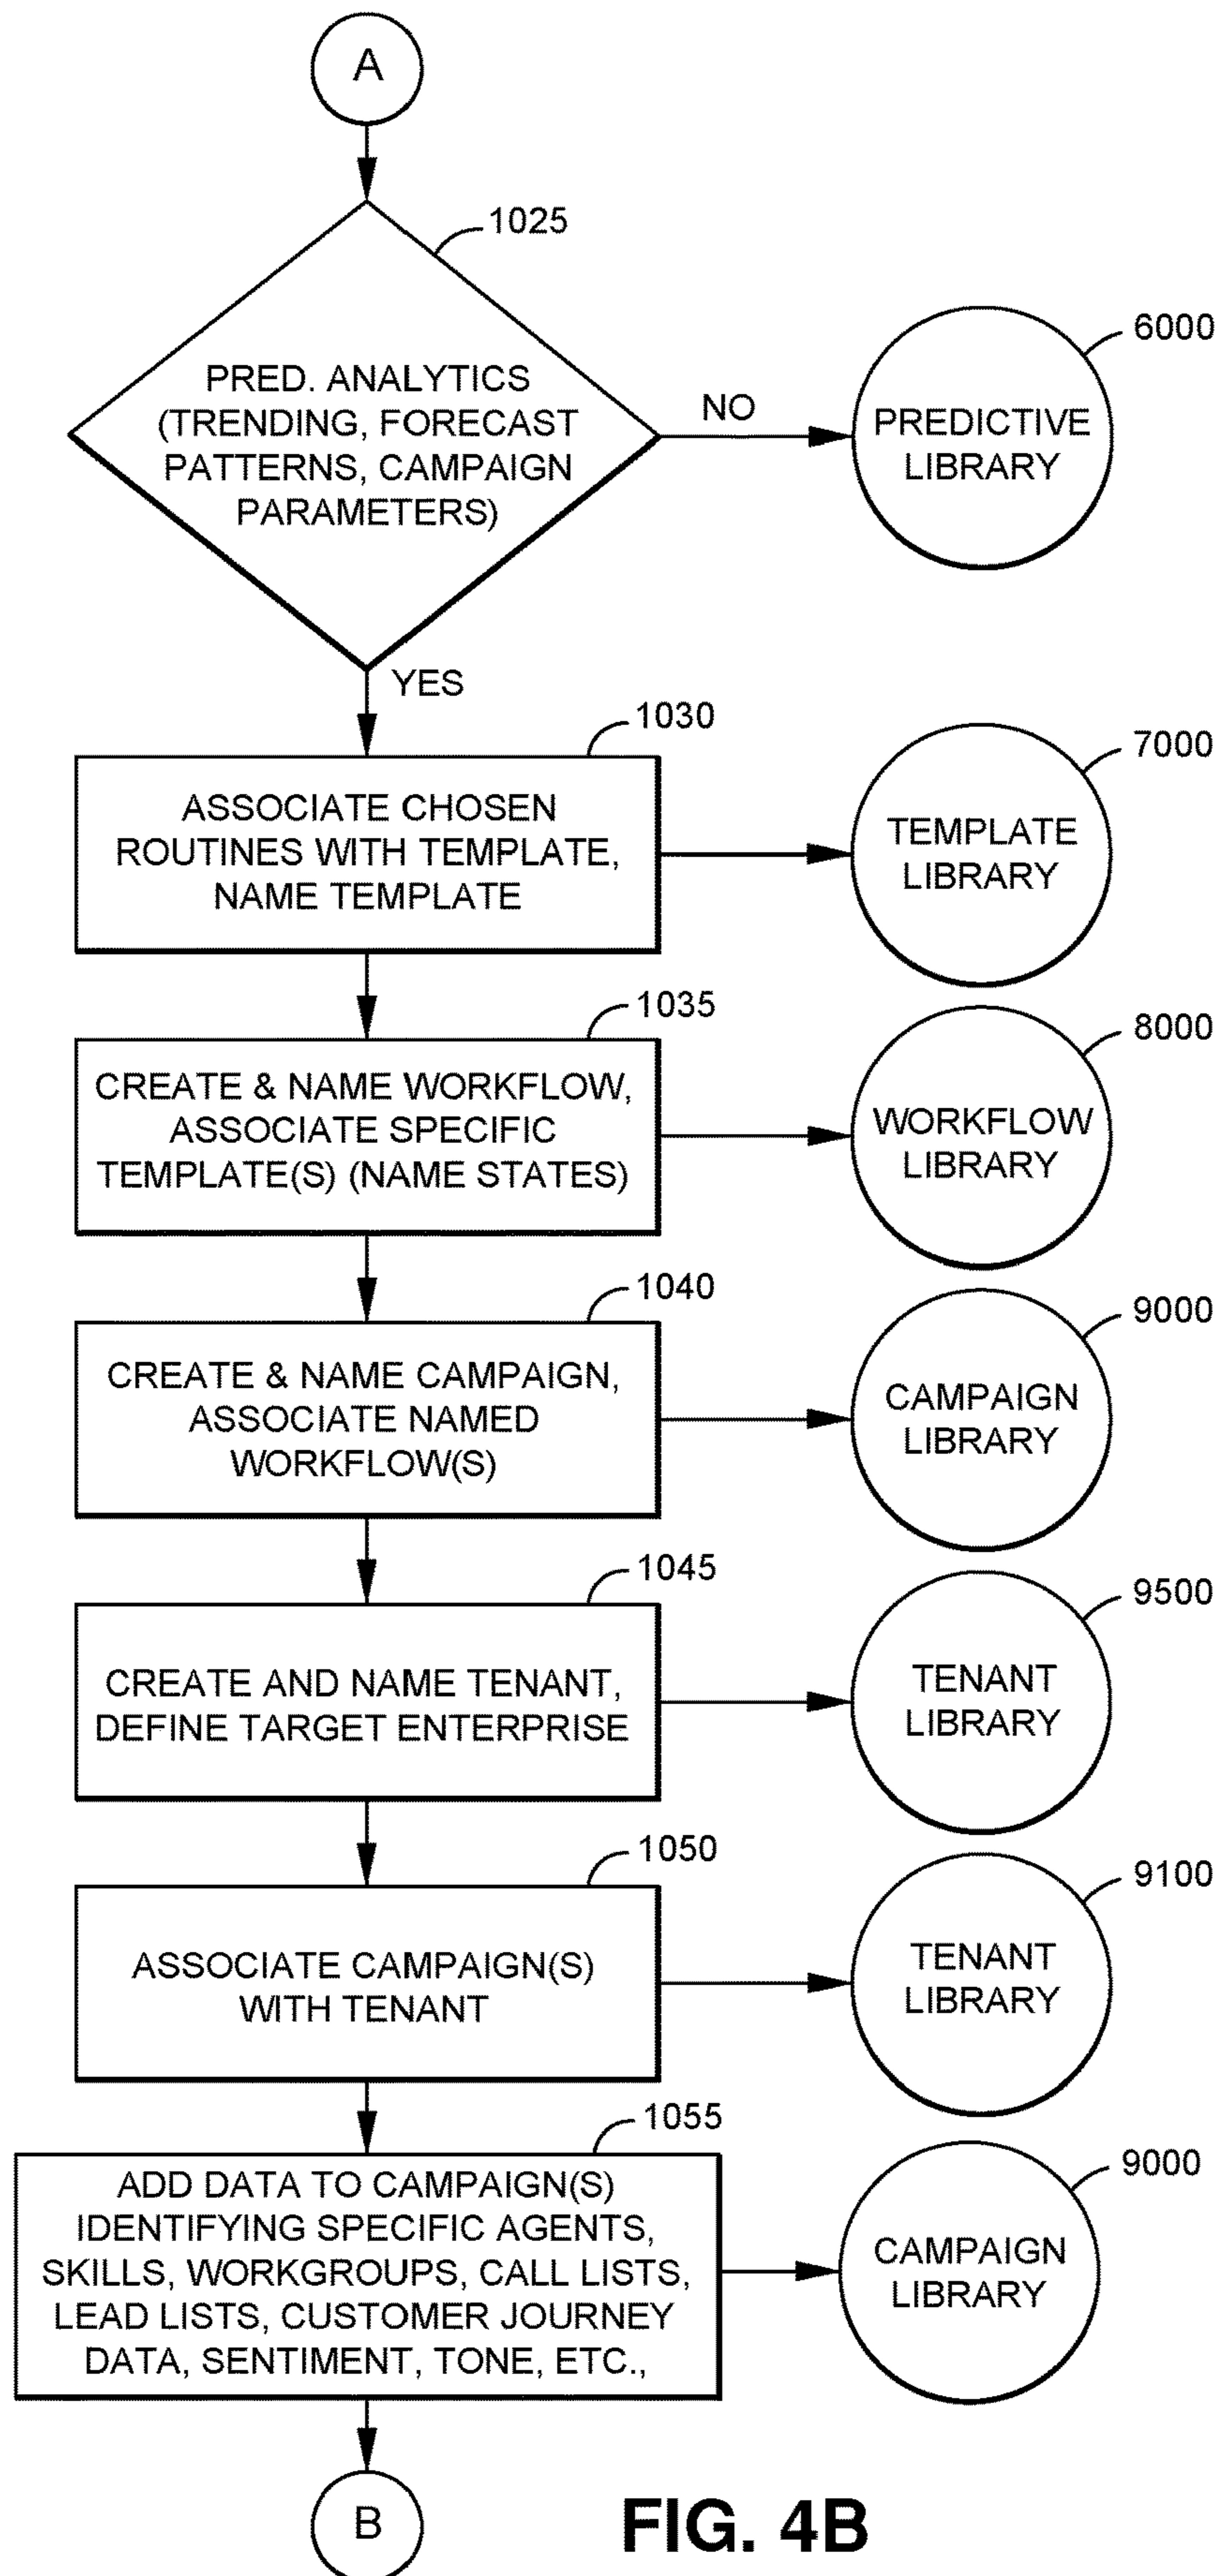 A
1025
PRED. ANALYTICS
(TRENDING, FORECAST
PATTERNS, CAMPAIGN
PARAMETERS)
NO
6000
PREDICTIVE
LIBRARY
YES
1030
ASSOCIATE CHOSEN
ROUTINES WITH TEMPLATE,
NAME TEMPLATE
7000
TEMPLATE
LIBRARY
1035
CREATE & NAME WORKFLOW,
ASSOCIATE SPECIFIC
TEMPLATE(S) (NAME STATES)
8000
WORKFLOW
LIBRARY
1040
CREATE & NAME CAMPAIGN,
ASSOCIATE NAMED
WORKFLOW(S)
9000
CAMPAIGN
LIBRARY
1045
CREATE AND NAME TENANT,
DEFINE TARGET ENTERPRISE
9500
TENANT
LIBRARY
1050
ASSOCIATE CAMPAIGN(S)
WITH TENANT
9100
TENANT
LIBRARY
1055
ADD DATA TO CAMPAIGN(S)
IDENTIFYING SPECIFIC AGENTS,
SKILLS, WORKGROUPS, CALL LISTS,
LEAD LISTS, CUSTOMER JOURNEY
DATA, SENTIMENT, TONE, ETC.,
9000
CAMPAIGN
LIBRARY
B
FIG. 4B